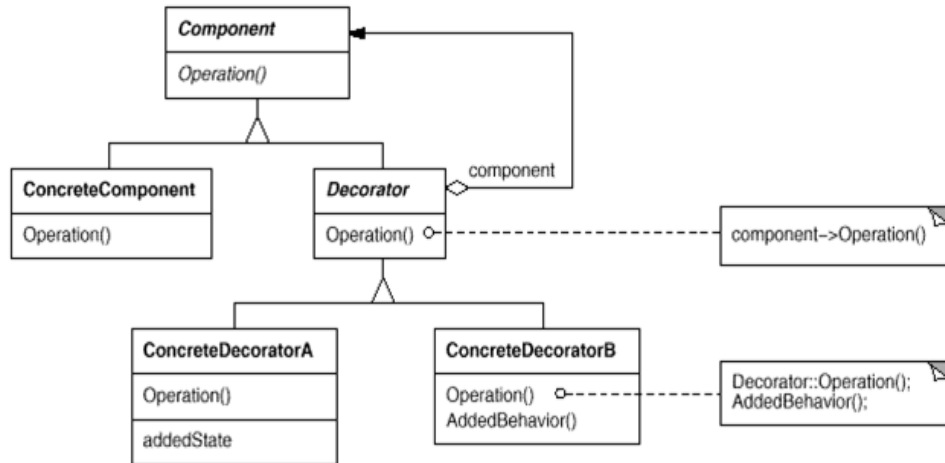 Component
Operation()
ConcreteComponent
Operation()
Decorator
Operation()
component
component->Operation()
ConcreteDecoratorA
Operation()
addedState
ConcreteDecoratorB
Operation()
AddedBehavior()
Decorator::Operation();
AddedBehavior();